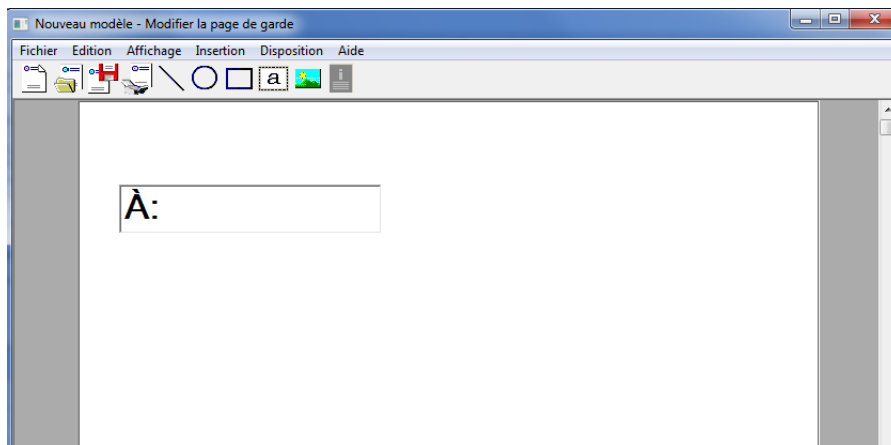 Nouveau modèle - Modifier la page de garde
Fichier Edition Affichage Insertion Disposition Aide
a
À: